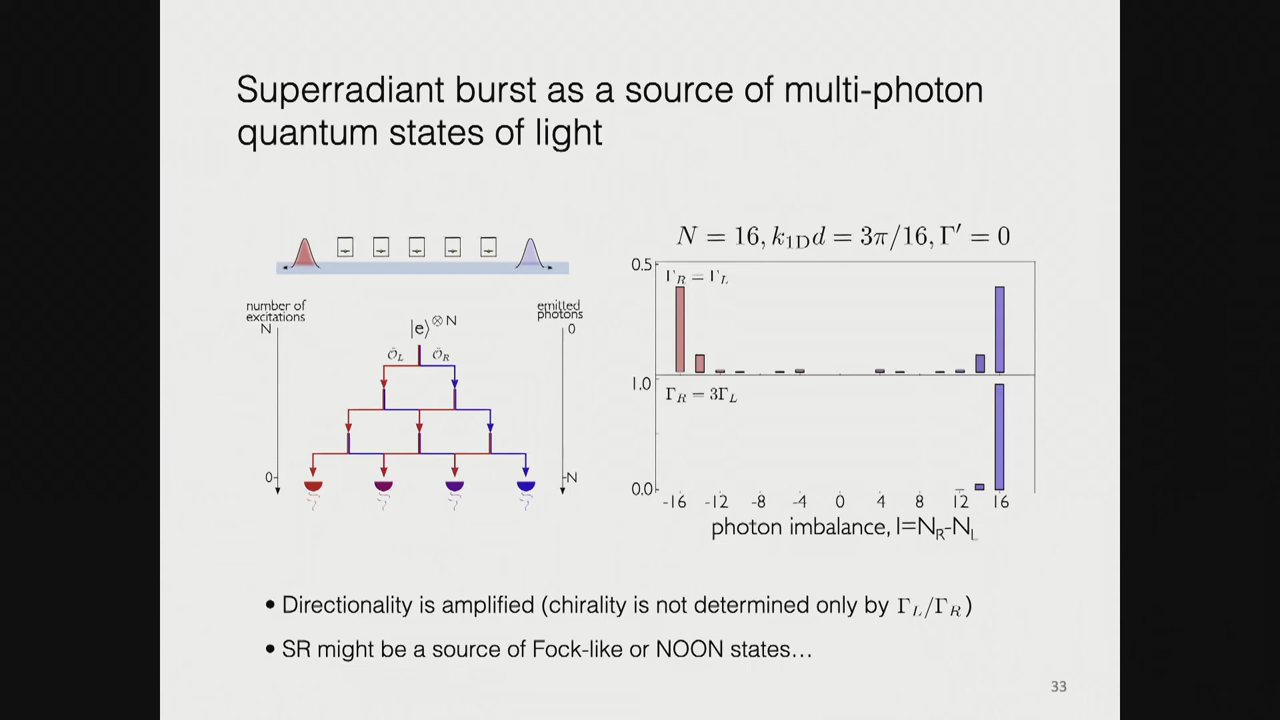 Superradiant burst as a source of multi-photon
quantum states of light
number of
excitations
N
0
|e⟩⊗N
ÔL ÔR
emitted
photons
0
N
N = 16, k1Dd = 3π/16, Γ′ = 0
0.5
ΓR = ΓL
1.0
ΓR = 3ΓL
0.0
-16 -12 -8 -4 0 4 8 12 16
photon imbalance, I=NR-NL
• Directionality is amplified (chirality is not determined only by ΓL/ΓR)
• SR might be a source of Fock-like or NOON states…
33